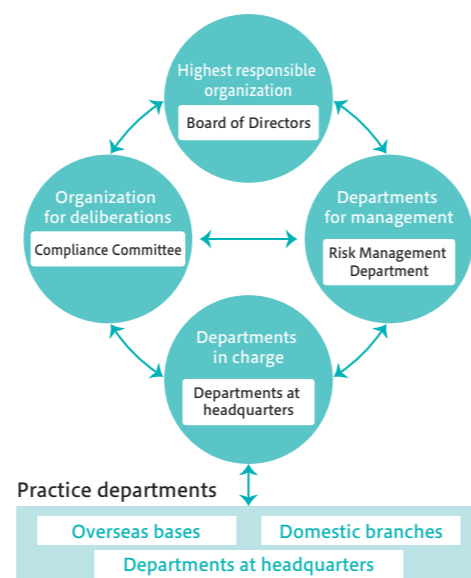 Highest responsible
organization
Board of Directors
Organization
for deliberations
Compliance Committee
Departments
for management
Risk Management
Department
Departments
in charge
Departments at
headquarters
Practice departments
Overseas bases
Domestic branches
Departments at headquarters